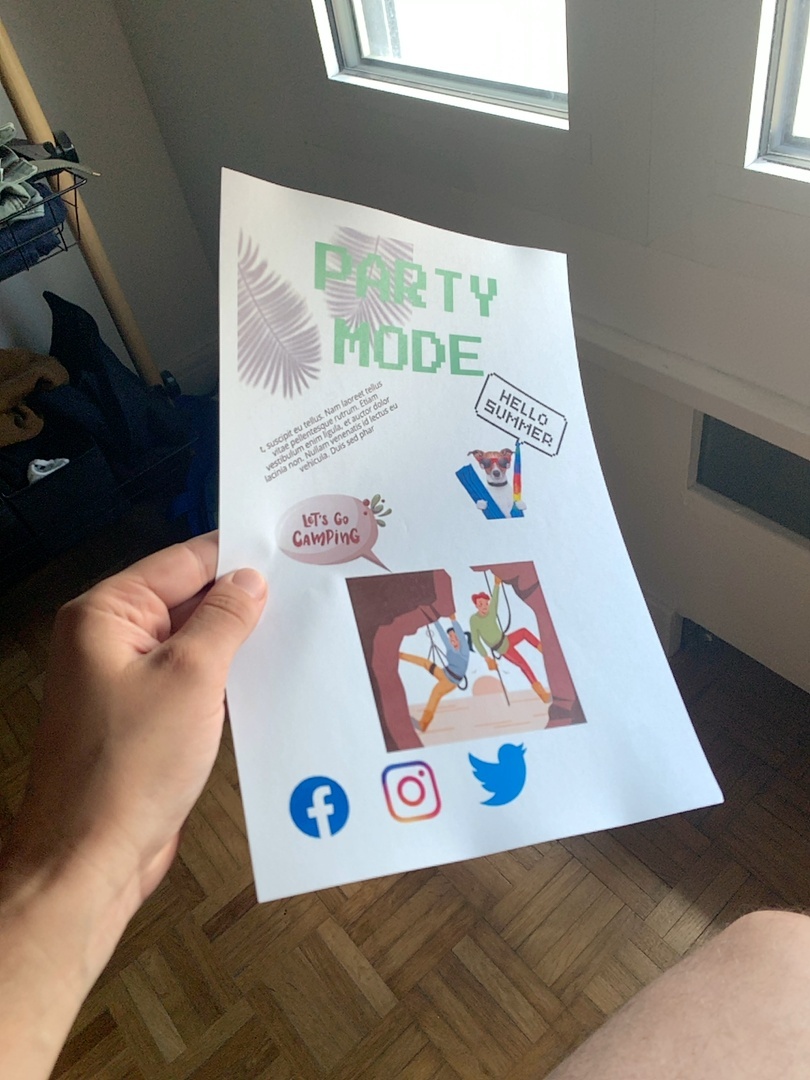 PARTY
MODE
HELLO
SUMMER
t, suscipit eu tellus. Nam laoreet tellus
vitae pellentesque rutrum. Etiam
vestibulum enim ligula, et auctor dolor
lacinia non. Nullam venenatis id lectus eu
vehicula. Duis sed phar
LET'S GO
CAMPING